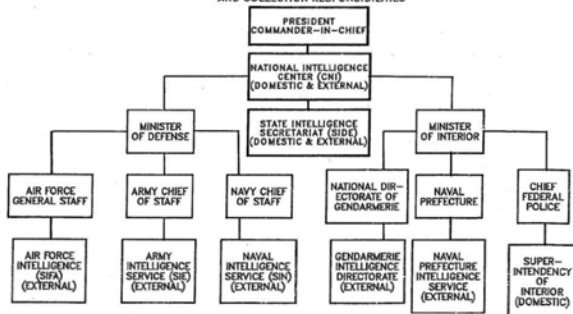 AND COLLECTION RESPONSIBILITIES
PRESIDENT
COMMANDER-IN-CHIEF
NATIONAL INTELLIGENCE
CENTER (CNI)
(DOMESTIC & EXTERNAL)
STATE INTELLIGENCE
SECRETARIAT (SIDE)
(DOMESTIC & EXTERNAL)
MINISTER
OF DEFENSE
MINISTER
OF INTERIOR
AIR FORCE
GENERAL STAFF
ARMY CHIEF
OF STAFF
NAVY CHIEF
OF STAFF
NATIONAL DIR-
ECTORATE OF
GENDARMERIE
NAVAL
PREFECTURE
CHIEF
FEDERAL
POLICE
AIR FORCE
INTELLIGENCE
(SIFA)
(EXTERNAL)
ARMY
INTELLIGENCE
SERVICE (SIE)
(EXTERNAL)
NAVAL
INTELLIGENCE
SERVICE (SIN)
(EXTERNAL)
GENDARMERIE
INTELLIGENCE
DIRECTORATE
(EXTERNAL)
NAVAL
PREFECTURE
INTELLIGENCE
SERVICE
(EXTERNAL)
SUPER-
INTENDENCY
OF INTERIOR
(DOMESTIC)